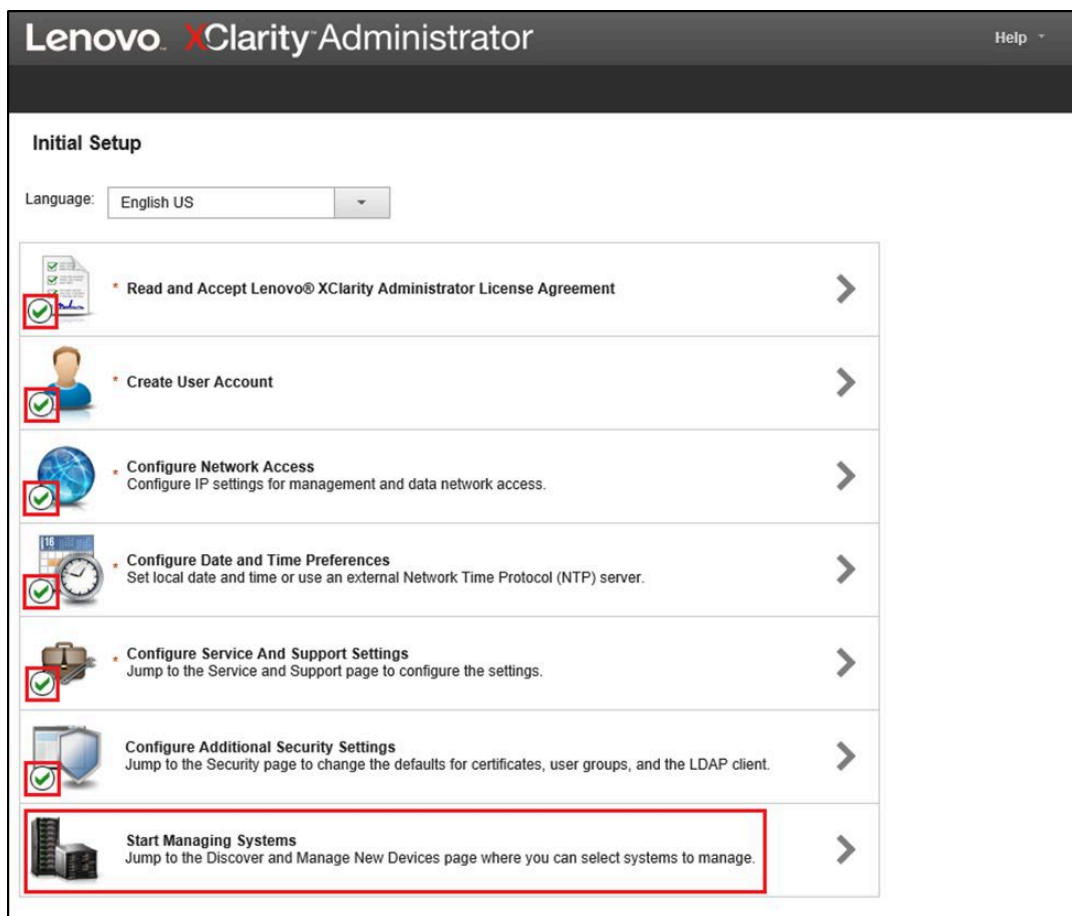 Lenovo. XClarity Administrator
Help
Initial Setup
Language:
English US
* Read and Accept Lenovo® XClarity Administrator License Agreement
* Create User Account
* Configure Network Access
Configure IP settings for management and data network access.
16
* Configure Date and Time Preferences
Set local date and time or use an external Network Time Protocol (NTP) server.
* Configure Service And Support Settings
Jump to the Service and Support page to configure the settings.
Configure Additional Security Settings
Jump to the Security page to change the defaults for certificates, user groups, and the LDAP client.
Start Managing Systems
Jump to the Discover and Manage New Devices page where you can select systems to manage.